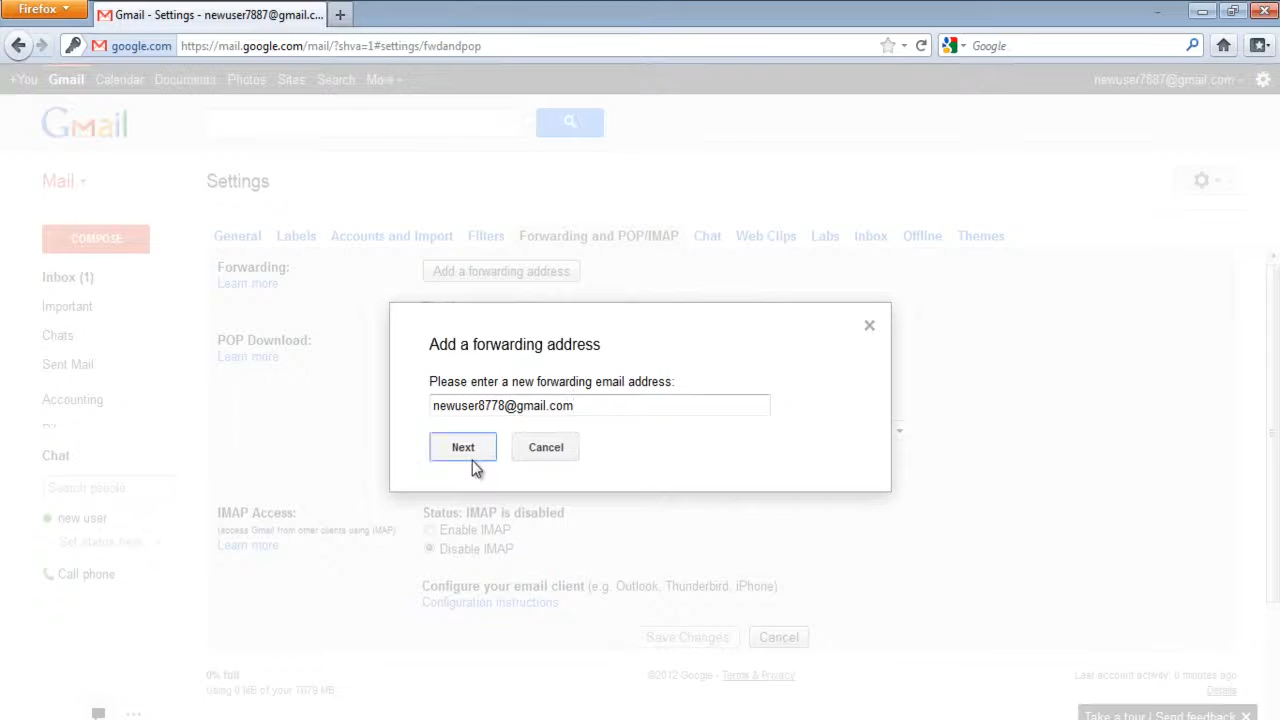 Firefox
Gmail - Settings - newuser7887@gmail.c...
google.com
https://mail.google.com/mail/?shva=1#settings/fwdandpop
Google
+You Gmail Calendar Documents Photos Sites Search More
newuser7887@gmail.com
Gmail
Mail
Settings
COMPOSE
General Labels Accounts and Import Filters Forwarding and POP/IMAP Chat Web Clips Labs Inbox Offline Themes
Inbox (1)
Important
Chats
Sent Mail
Accounting
Chat
Search people...
new user
Set status here
Call phone
Forwarding:
Learn more
Add a forwarding address
POP Download:
Learn more
Add a forwarding address
Please enter a new forwarding email address:
newuser8778@gmail.com
Next
Cancel
IMAP Access:
(access Gmail from other clients using IMAP)
Learn more
Status: IMAP is disabled
Enable IMAP
Disable IMAP
Configure your email client (e.g. Outlook, Thunderbird, iPhone)
Configuration instructions
Save Changes
Cancel
0% full
Using 0 MB of your 7679 MB
©2012 Google - Terms & Privacy
Last account activity: 0 minutes ago
Details
Take a tour | Send feedback